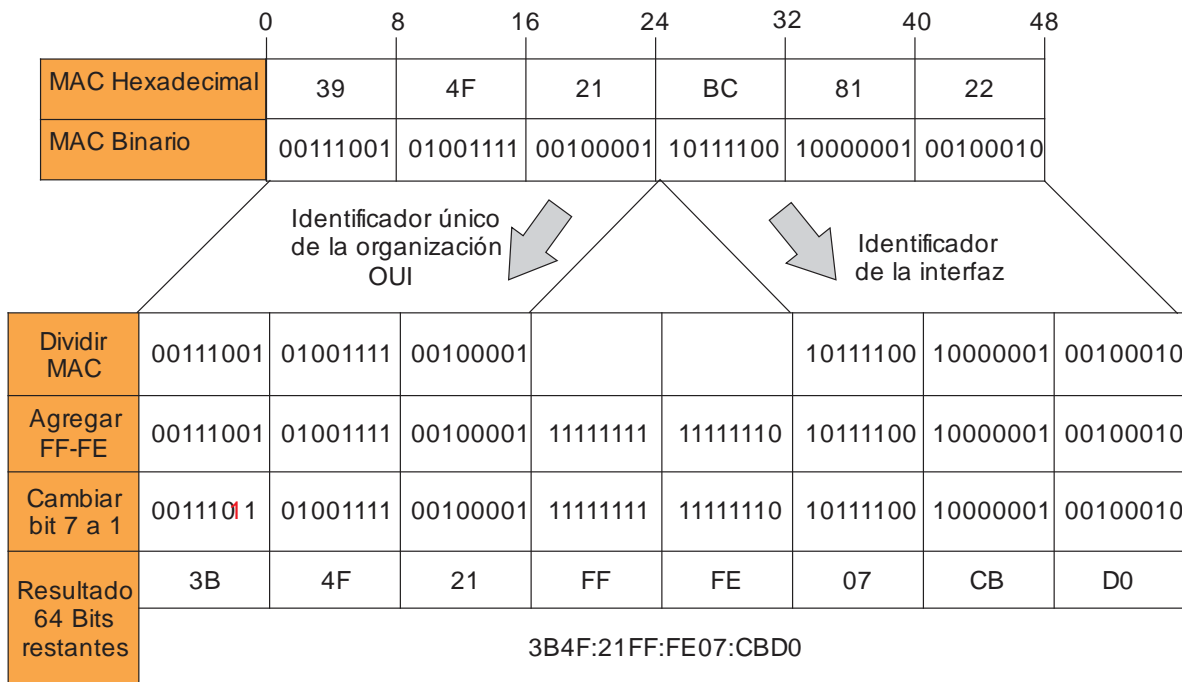 0 8 16 24 32 40 48
MAC Hexadecimal 39 4F 21 BC 81 22
MAC Binario 00111001 01001111 00100001 10111100 10000001 00100010
Identificador único
de la organización
OUI
Identificador
de la interfaz
Dividir
MAC
00111001 01001111 00100001 10111100 10000001 00100010
Agregar
FF-FE
00111001 01001111 00100001 11111111 11111110 10111100 10000001 00100010
Cambiar
bit 7 a 1
00111011 01001111 00100001 11111111 11111110 10111100 10000001 00100010
Resultado
64 Bits
restantes
3B 4F 21 FF FE 07 CB D0
3B4F:21FF:FE07:CBD0